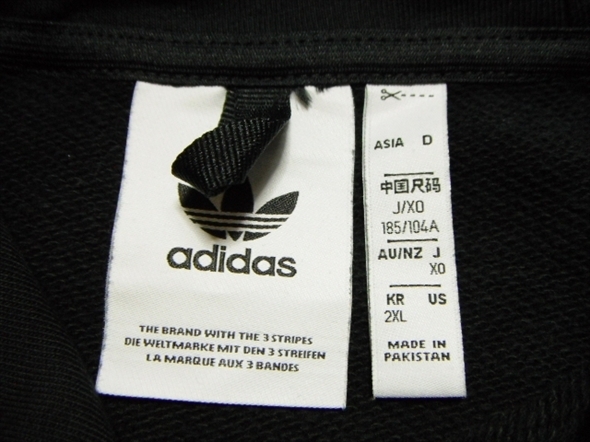 adidas
THE BRAND WITH THE 3 STRIPES
DIE WELTMARKE MIT DEN 3 STREIFEN
LA MARQUE AUX 3 BANDES
ASIA D
中国尺码
J/XO
185/104A
AU/NZ J
XO
KR US
2XL
MADE IN
PAKISTAN